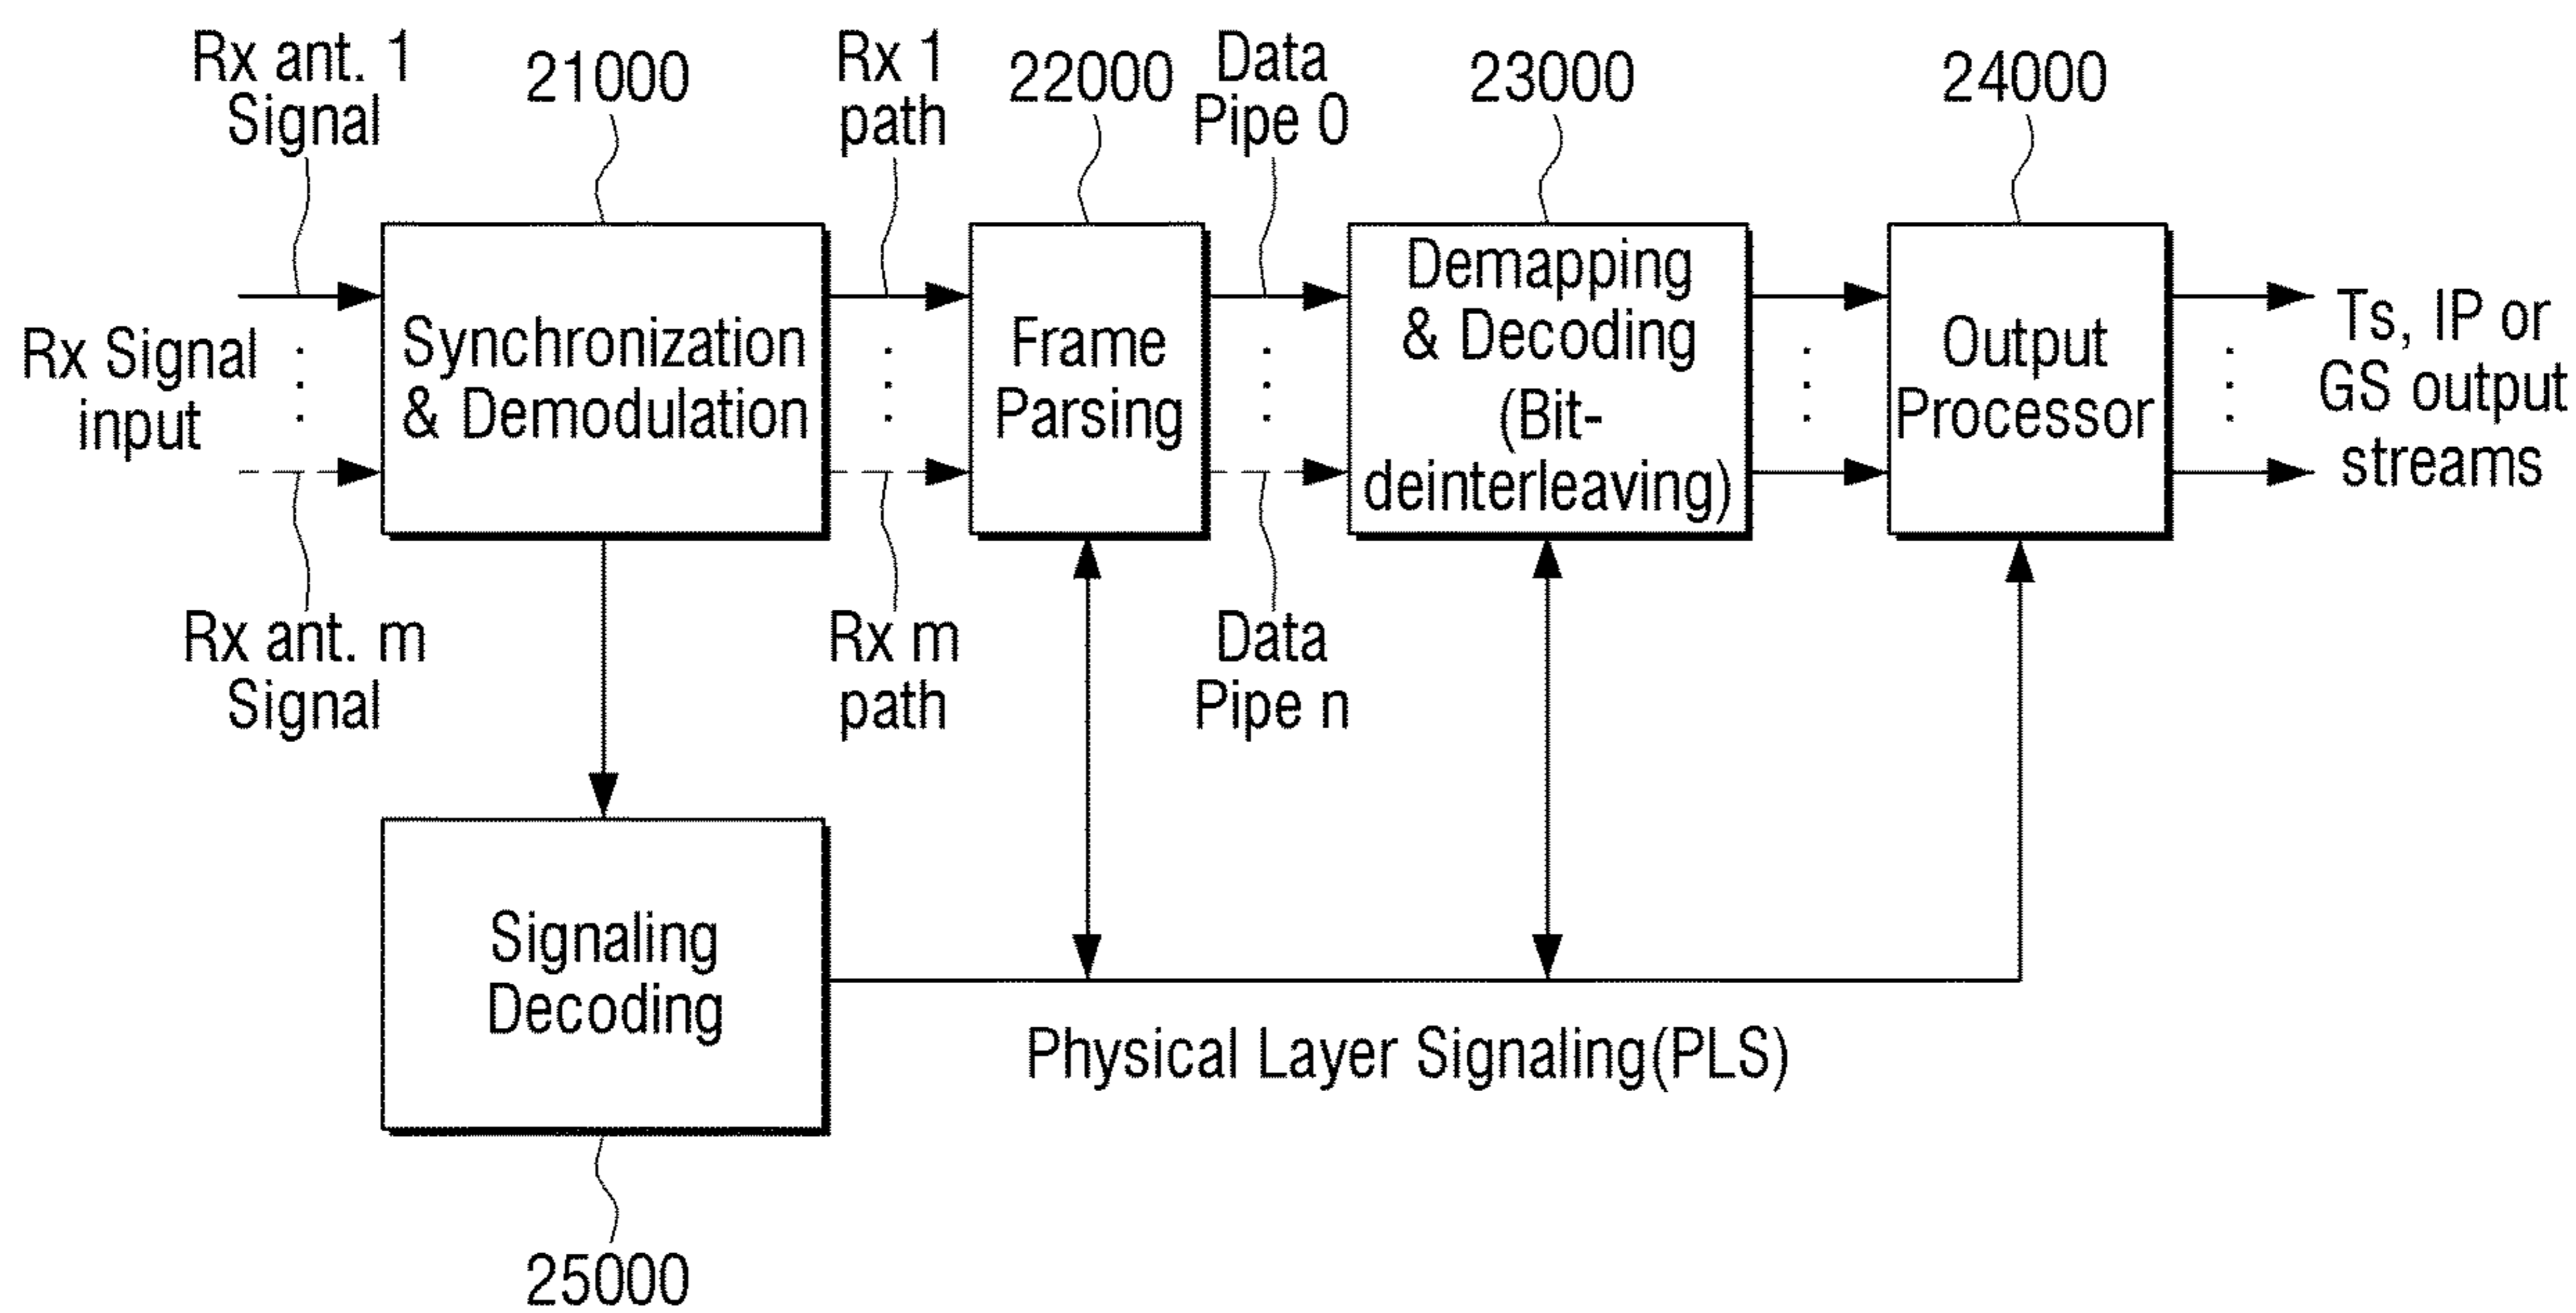 Rx ant. 1
Signal
21000
Rx 1
path
22000
Data
Pipe 0
23000
24000
Rx Signal
input
Synchronization
& Demodulation
Frame
Parsing
Demapping
& Decoding
(Bit-
deinterleaving)
Output
Processor
Ts, IP or
GS output
streams
Rx ant. m
Signal
Rx m
path
Data
Pipe n
Signaling
Decoding
Physical Layer Signaling(PLS)
25000